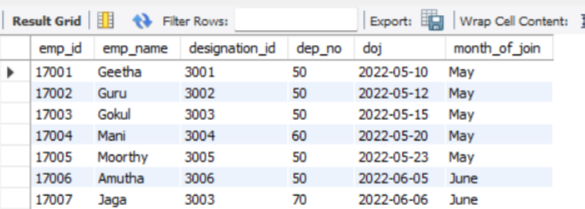 Result Grid Filter Rows: Export: Wrap Cell Content:
emp_id emp_name designation_id dep_no doj month_of_join
17001 Geetha 3001 50 2022-05-10 May
17002 Guru 3002 50 2022-05-12 May
17003 Gokul 3003 50 2022-05-15 May
17004 Mani 3004 60 2022-05-20 May
17005 Moorthy 3005 50 2022-05-23 May
17006 Amutha 3006 50 2022-06-05 June
17007 Jaga 3003 70 2022-06-06 June